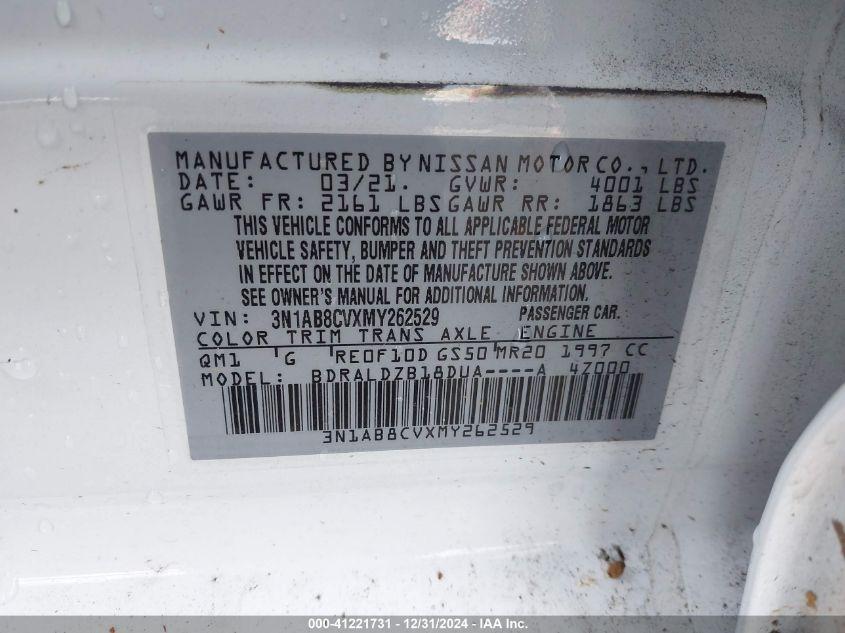 MANUFACTURED BY NISSAN MOTOR CO., LTD.
DATE: 03/21. GVWR: 4001 LBS
GAWR FR: 2161 LBS GAWR RR: 1863 LBS
THIS VEHICLE CONFORMS TO ALL APPLICABLE FEDERAL MOTOR
VEHICLE SAFETY, BUMPER AND THEFT PREVENTION STANDARDS
IN EFFECT ON THE DATE OF MANUFACTURE SHOWN ABOVE.
SEE OWNER'S MANUAL FOR ADDITIONAL INFORMATION.
VIN: 3N1AB8CVXMY262529 PASSENGER CAR.
COLOR TRIM TRANS AXLE ENGINE
QM1 G RE0F10D GS50 MR20 1997 CC
MODEL: BDRALDZB18DUA----A 4Z000
3N1AB8CVXMY262529
000-41221731 - 12/31/2024 - IAA Inc.